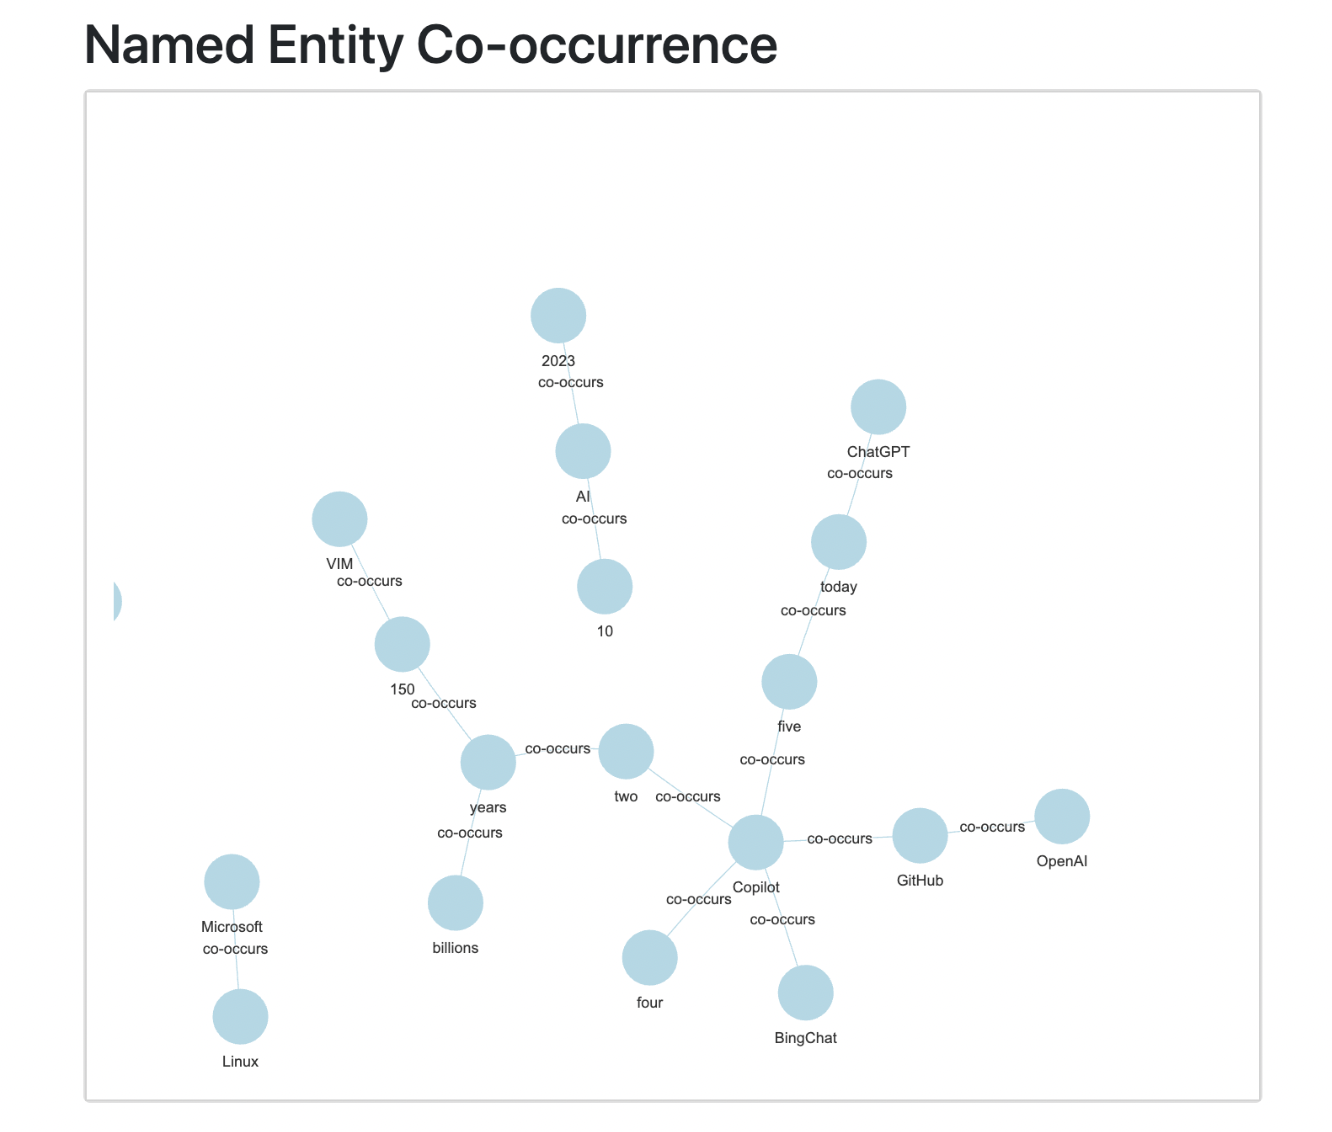 Named Entity Co-occurrence
2023
co-occurs
ChatGPT
co-occurs
AI
co-occurs
VIM
co-occurs
today
co-occurs
10
150
co-occurs
five
co-occurs
co-occurs
two
co-occurs
years
co-occurs
co-occurs
co-occurs
OpenAI
GitHub
Copilot
co-occurs
co-occurs
Microsoft
co-occurs
billions
four
BingChat
Linux